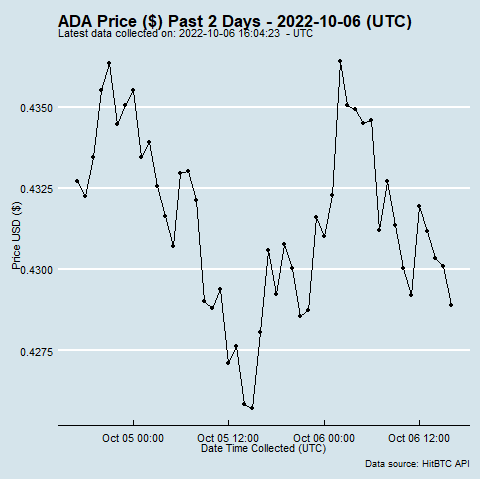 ADA Price ($) Past 2 Days - 2022-10-06 (UTC)
Latest data collected on: 2022-10-06 16:04:23 - UTC
0.4350
0.4325
0.4300
0.4275
Price USD ($)
Oct 05 00:00 Oct 05 12:00 Oct 06 00:00 Oct 06 12:00
Date Time Collected (UTC)
Data source: HitBTC API